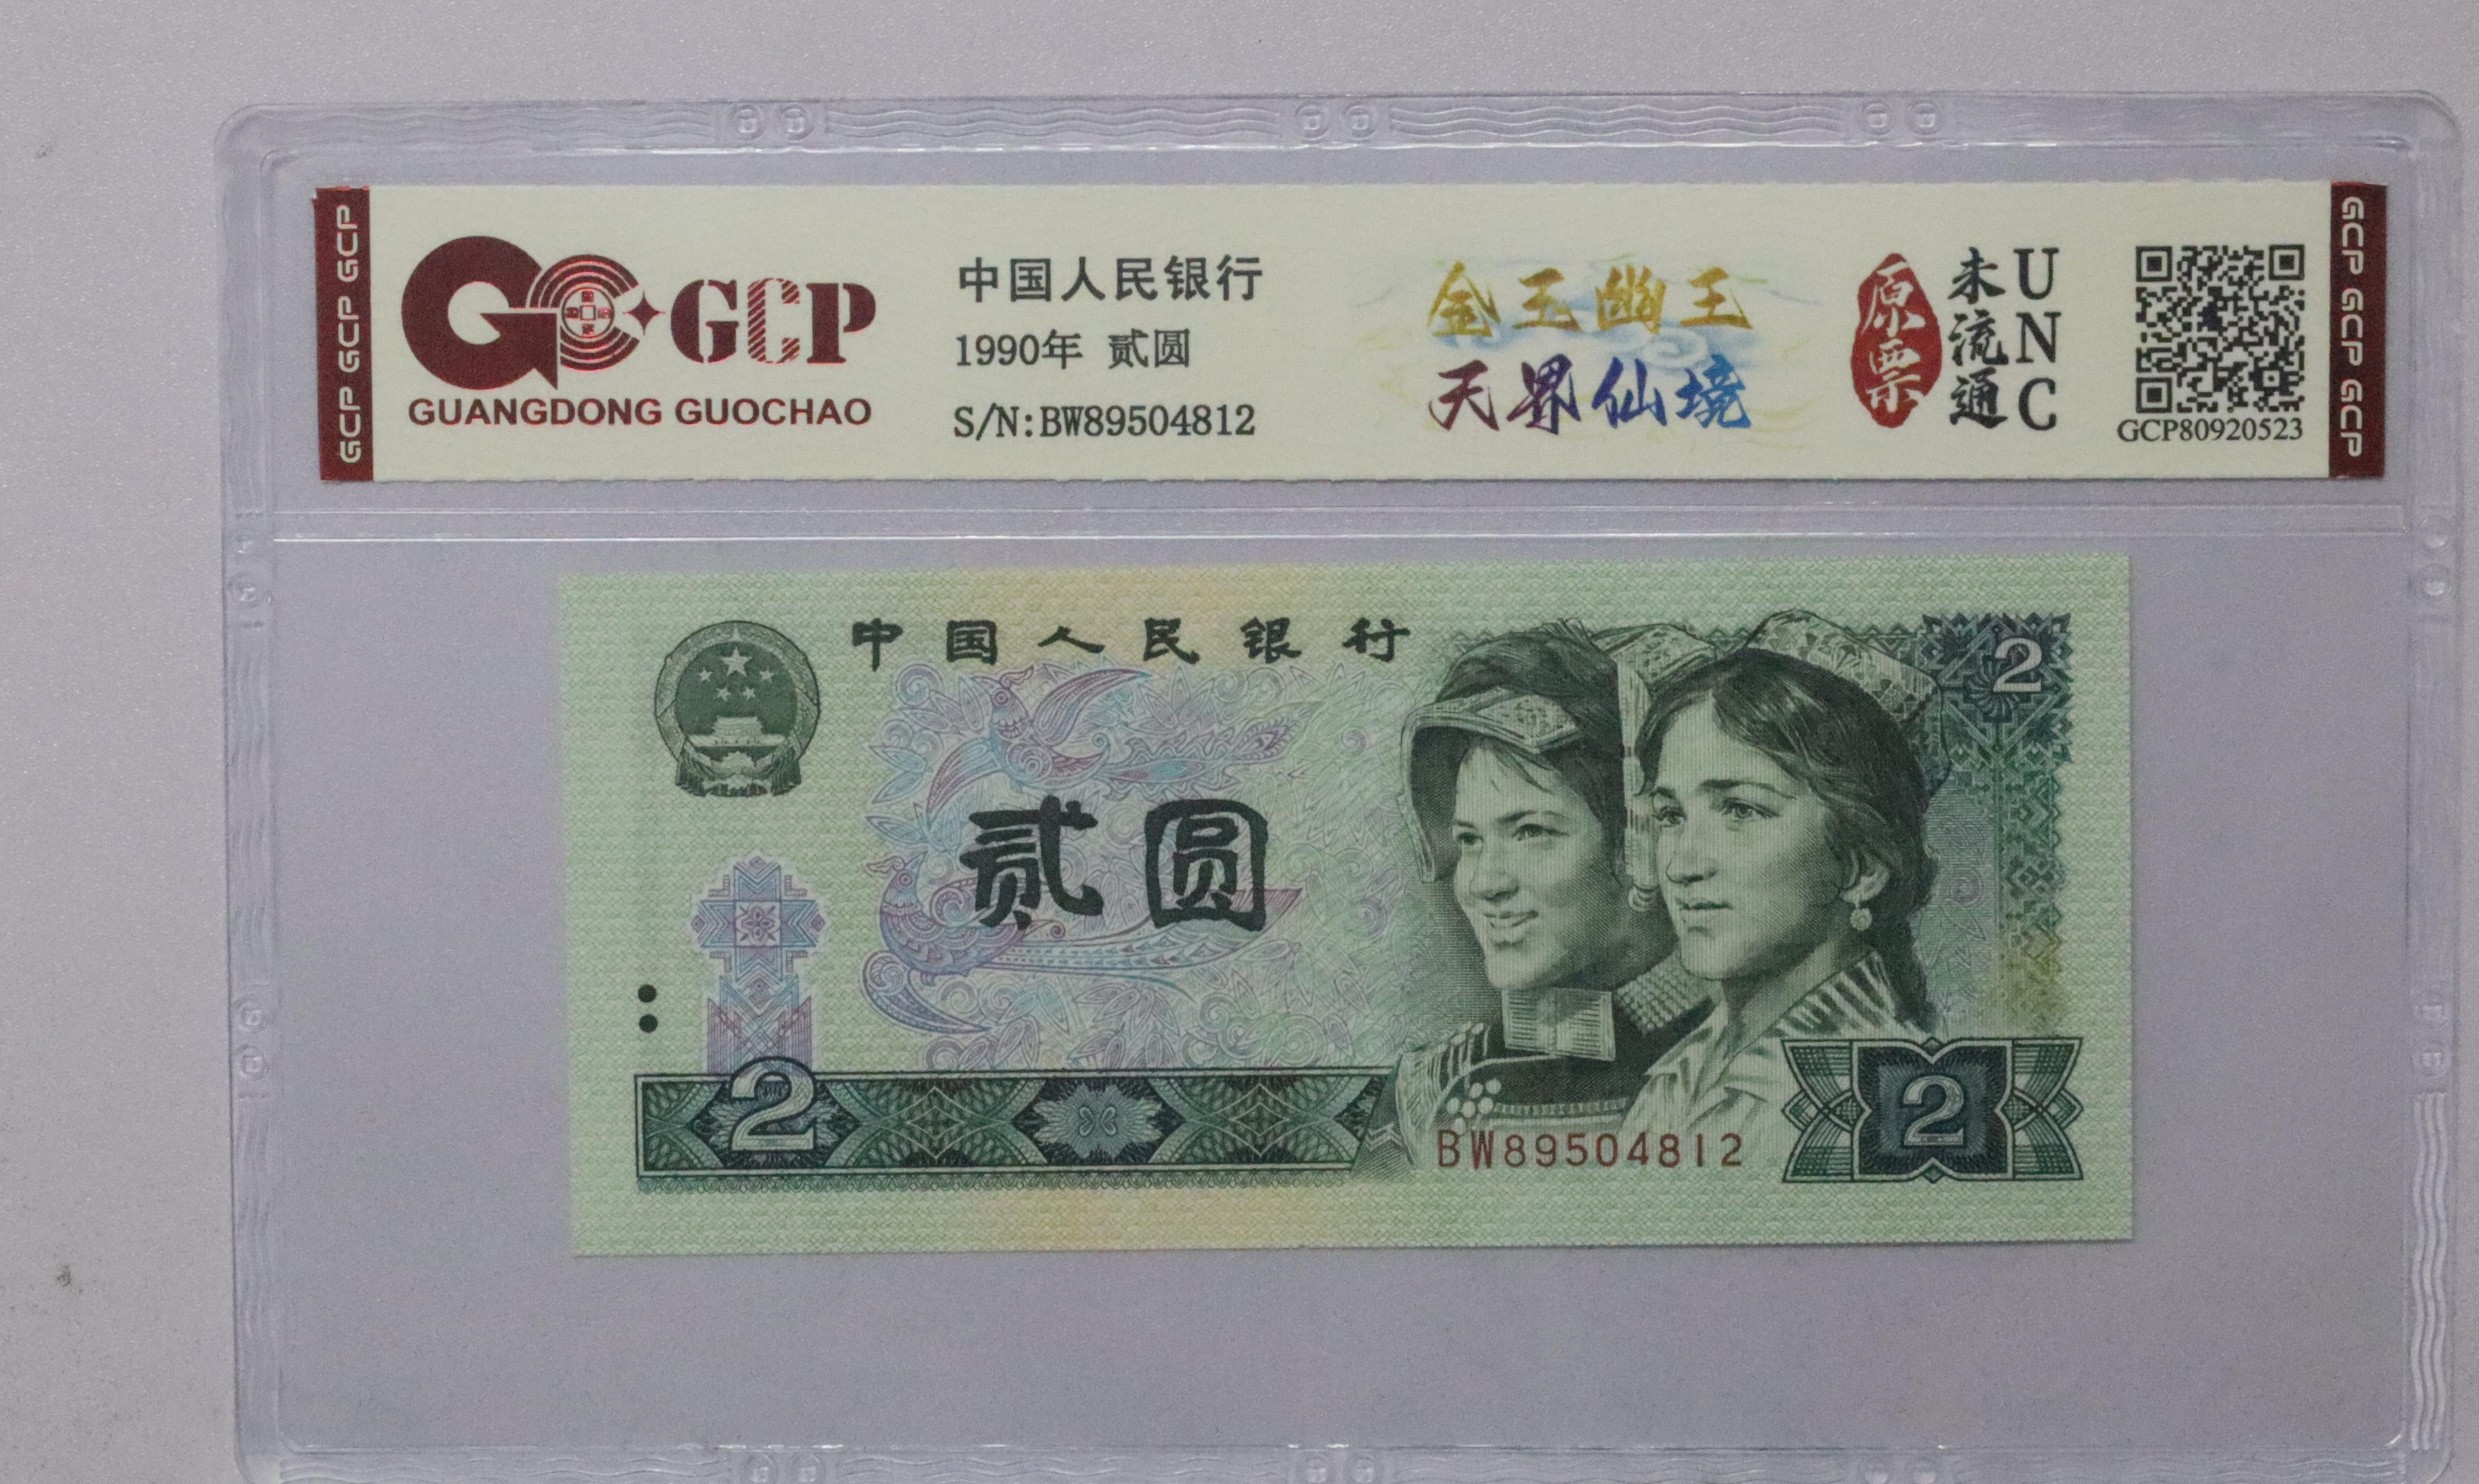 GCP GCP GCP
GCP
GUANGDONG GUOCHAO
中国人民银行
1990年 贰圆
S/N:BW89504812
金玉幽王
天界仙境
原票
未流通
UNC
GCP80920523
GCP GCP GCP
中国人民银行
2
贰圆
2
BW89504812
2